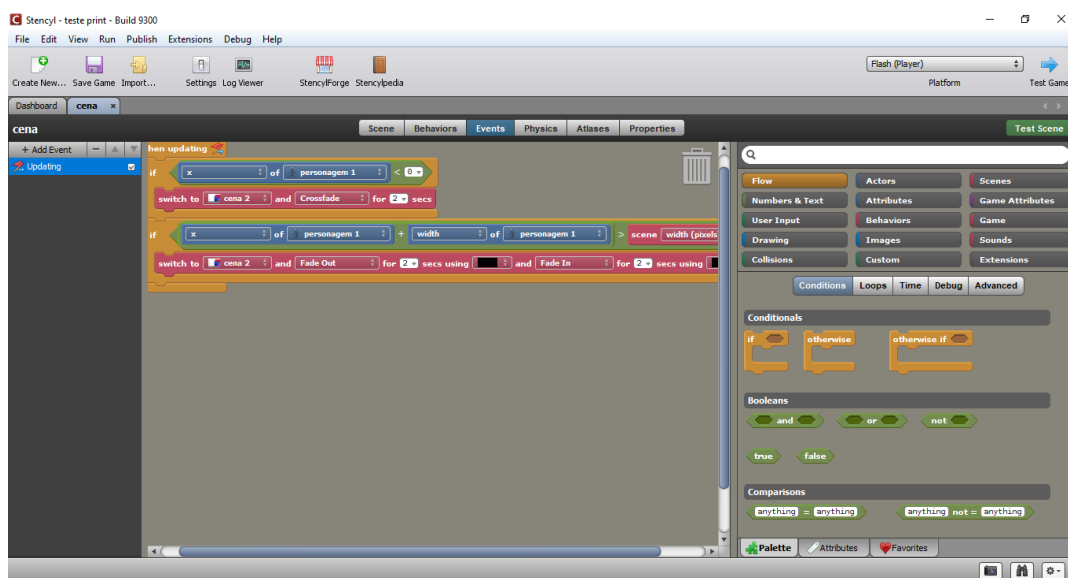 Stencyl - teste print - Build 9300
File Edit View Run Publish Extensions Debug Help
Create New... Save Game Import... Settings Log Viewer StencylForge Stencylpedia
Flash (Player)
Platform
Test Game
Dashboard cena ×
cena
Scene Behaviors Events Physics Atlases Properties
Test Scene
+ Add Event
Updating
hen updating
if x of personagem 1 < 0
switch to cena 2 and Crossfade for 2 secs
if x of personagem 1 + width of personagem 1 > scene width (pixels
switch to cena 2 and Fade Out for 2 secs using and Fade In for 2 secs using
Flow Actors Scenes
Numbers & Text Attributes Game Attributes
User Input Behaviors Game
Drawing Images Sounds
Collisions Custom Extensions
Conditions Loops Time Debug Advanced
Conditionals
if otherwise otherwise if
Booleans
and or not
true false
Comparisons
anything = anything anything not = anything
Palette Attributes Favorites